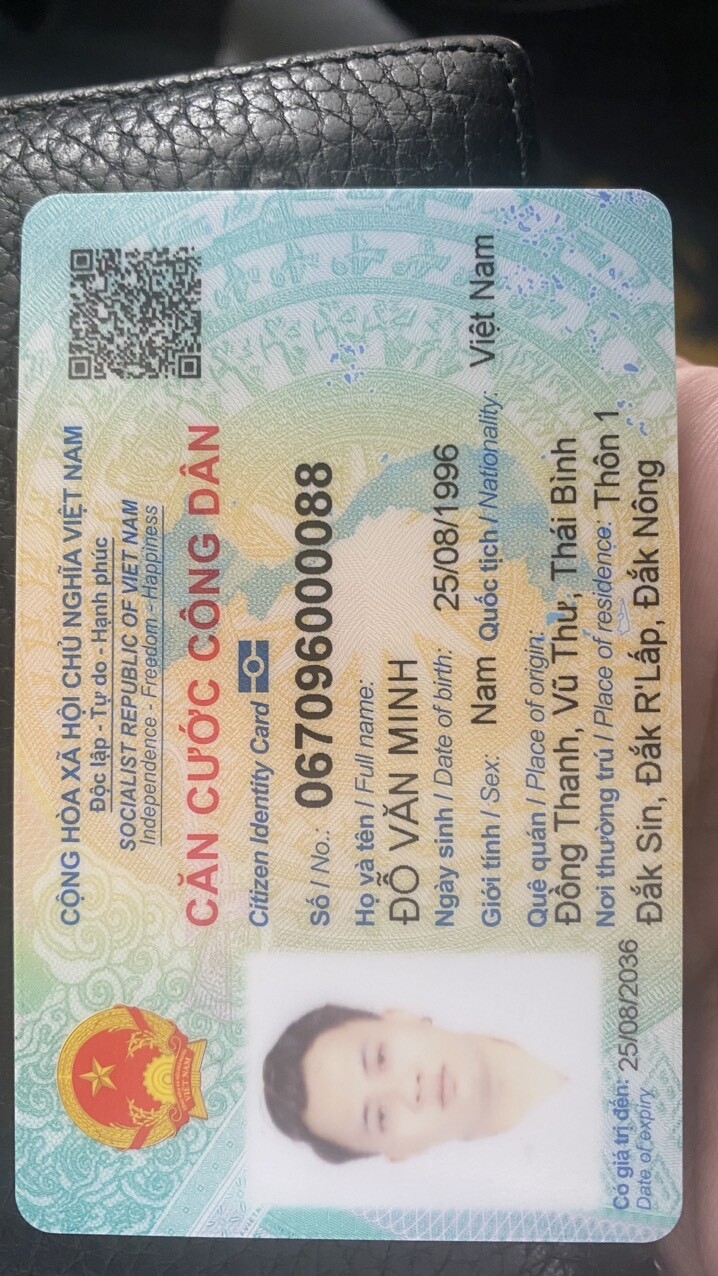 CỘNG HÒA XÃ HỘI CHỦ NGHĨA VIỆT NAM
Độc lập - Tự do - Hạnh phúc
SOCIALIST REPUBLIC OF VIET NAM
Independence - Freedom - Happiness
CĂN CƯỚC CÔNG DÂN
Citizen Identity Card
Số / No.: 067096000088
Họ và tên / Full name:
ĐỖ VĂN MINH
Ngày sinh / Date of birth: 25/08/1996
Giới tính / Sex: Nam Quốc tịch / Nationality: Việt Nam
Quê quán / Place of origin:
Đồng Thanh, Vũ Thư, Thái Bình
Nơi thường trú / Place of residence: Thôn 1
Đắk Sin, Đắk R'Lấp, Đắk Nông
Có giá trị đến: 25/08/2036
Date of expiry
VIỆT NAM